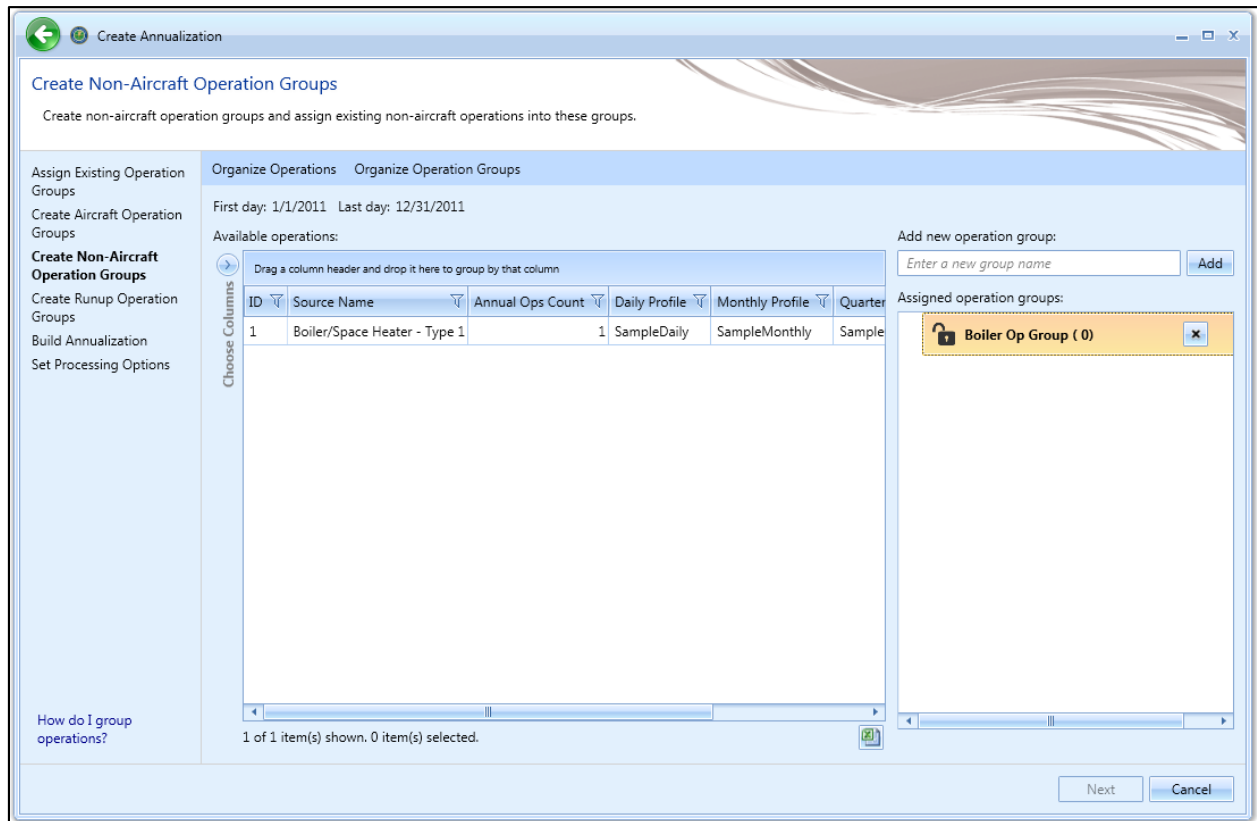 Create Annualization
Create Non-Aircraft Operation Groups
Create non-aircraft operation groups and assign existing non-aircraft operations into these groups.
Assign Existing Operation
Groups
Create Aircraft Operation
Groups
Create Non-Aircraft
Operation Groups
Create Runup Operation
Groups
Build Annualization
Set Processing Options
How do I group
operations?
Organize Operations Organize Operation Groups
First day: 1/1/2011 Last day: 12/31/2011
Available operations:
Choose Columns
Drag a column header and drop it here to group by that column
ID Source Name Annual Ops Count Daily Profile Monthly Profile Quarter
1 Boiler/Space Heater - Type 1 1 SampleDaily SampleMonthly Sample
1 of 1 item(s) shown. 0 item(s) selected.
Add new operation group:
Enter a new group name Add
Assigned operation groups:
Boiler Op Group ( 0)
Next Cancel